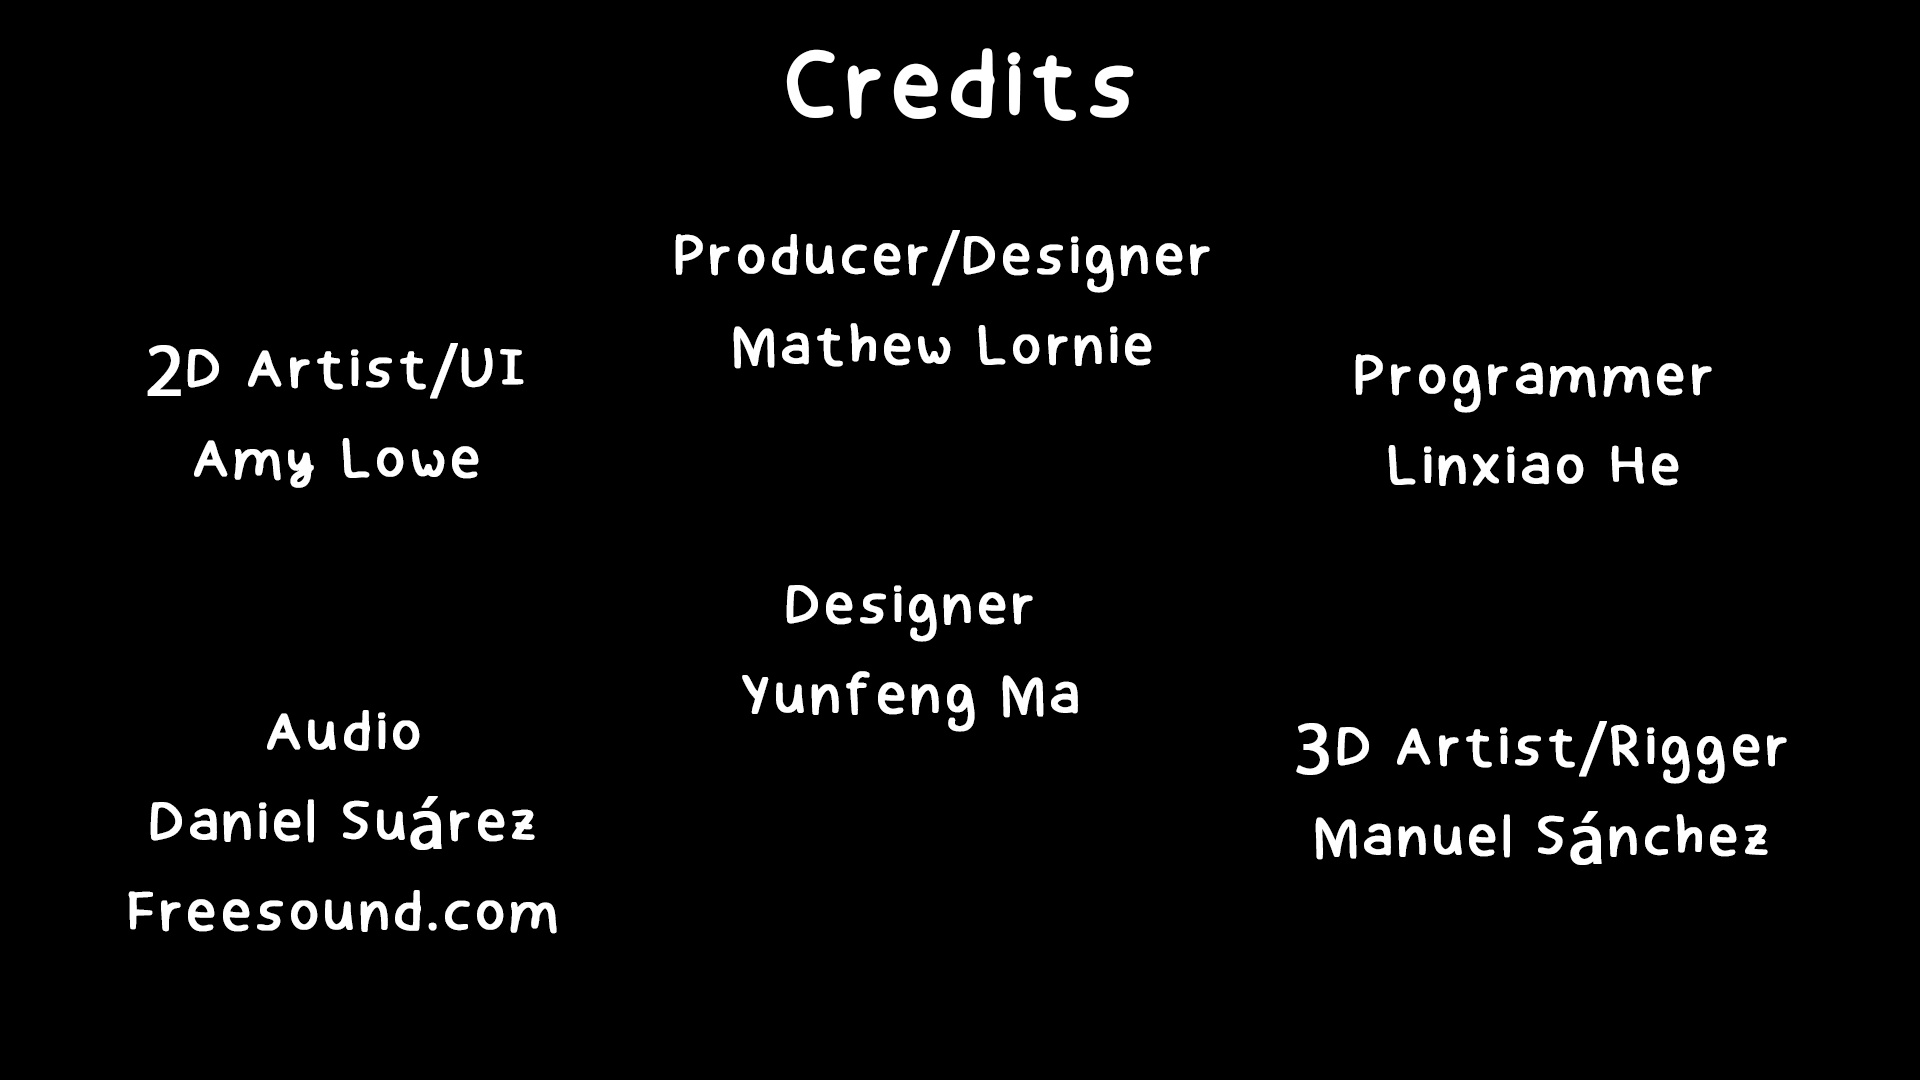 Credits
Producer/Designer
Mathew Lornie
2D Artist/UI
Amy Lowe
Programmer
Linxiao He
Designer
Yunfeng Ma
Audio
Daniel Suárez
Freesound.com
3D Artist/Rigger
Manuel Sánchez